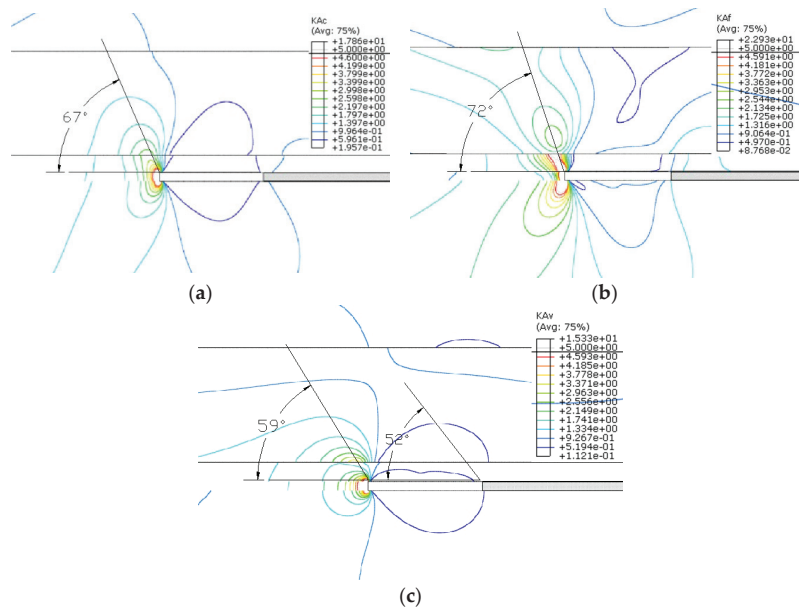 KAc
(Avg: 75%)
+1.786e+01
+5.000e+00
+4.600e+00
+4.199e+00
+3.799e+00
+3.399e+00
+2.998e+00
+2.598e+00
+2.197e+00
+1.797e+00
+1.397e+00
+9.964e-01
+5.961e-01
+1.957e-01
67°
(a)
KAf
(Avg: 75%)
+2.293e+01
+5.000e+00
+4.591e+00
+4.181e+00
+3.772e+00
+3.363e+00
+2.953e+00
+2.544e+00
+2.134e+00
+1.725e+00
+1.316e+00
+9.064e-01
+4.970e-01
+8.768e-02
72°
(b)
KAv
(Avg: 75%)
+1.533e+01
+5.000e+00
+4.593e+00
+4.185e+00
+3.778e+00
+3.371e+00
+2.963e+00
+2.556e+00
+2.149e+00
+1.741e+00
+1.334e+00
+9.267e-01
+5.194e-01
+1.121e-01
59°
52°
(c)